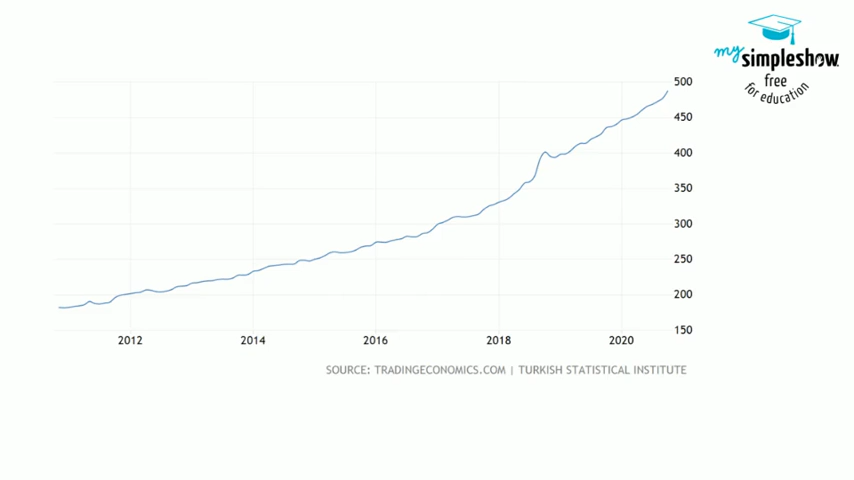 my
simpleshow
free
for education
500
450
400
350
300
250
200
150
2012 2014 2016 2018 2020
SOURCE: TRADINGECONOMICS.COM | TURKISH STATISTICAL INSTITUTE